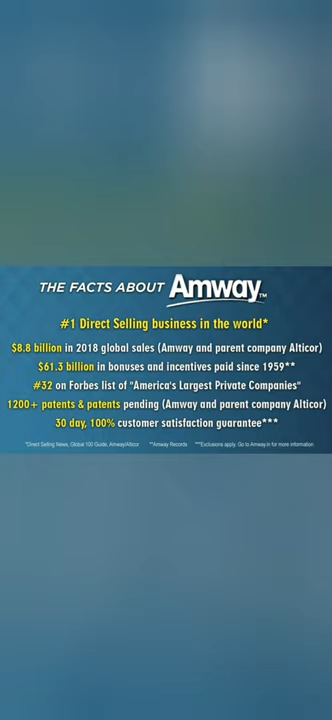 THE FACTS ABOUT Amway™
#1 Direct Selling business in the world*
$8.8 billion in 2018 global sales (Amway and parent company Alticor)
$61.3 billion in bonuses and incentives paid since 1959**
#32 on Forbes list of "America's Largest Private Companies"
1200+ patents & patents pending (Amway and parent company Alticor)
30 day, 100% customer satisfaction guarantee***
*Direct Selling News, Global 100 Guide, Amway/Alticor **Amway Records ***Exclusions apply. Go to Amway.in for more information